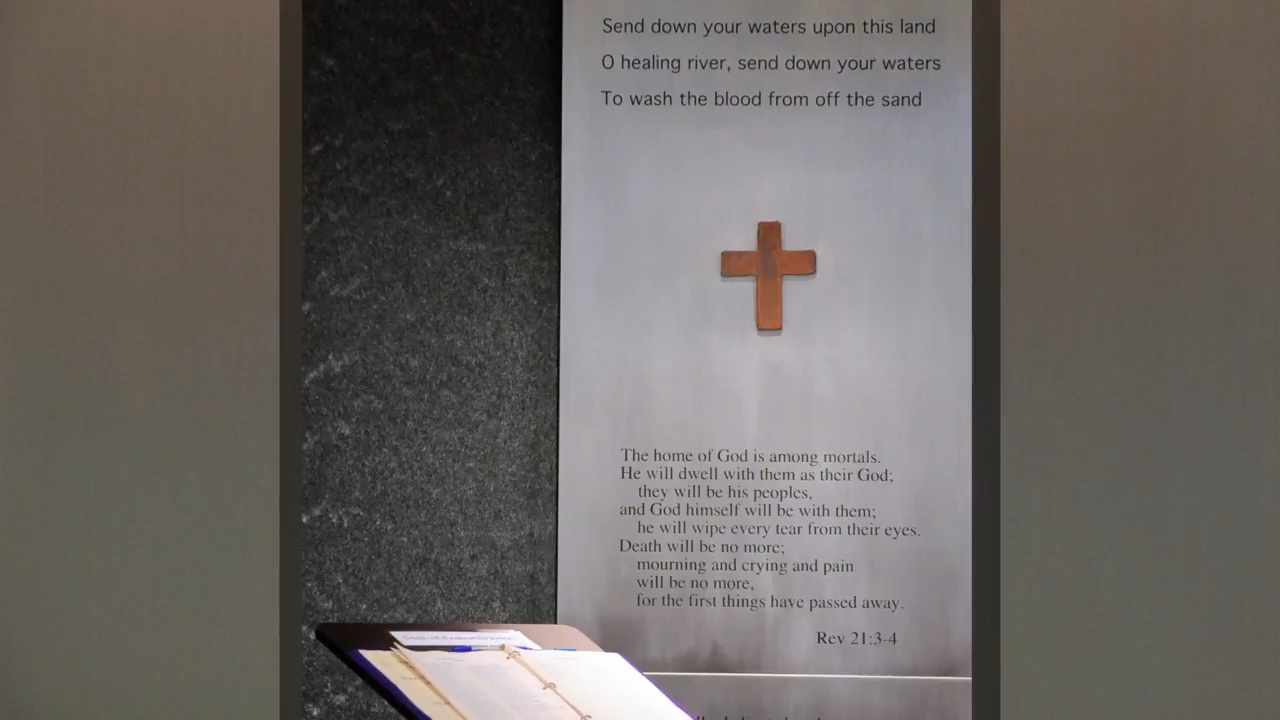 Send down your waters upon this land
O healing river, send down your waters
To wash the blood from off the sand
The home of God is among mortals.
He will dwell with them as their God;
they will be his peoples,
and God himself will be with them;
he will wipe every tear from their eyes.
Death will be no more;
mourning and crying and pain
will be no more,
for the first things have passed away.
Rev 21:3-4